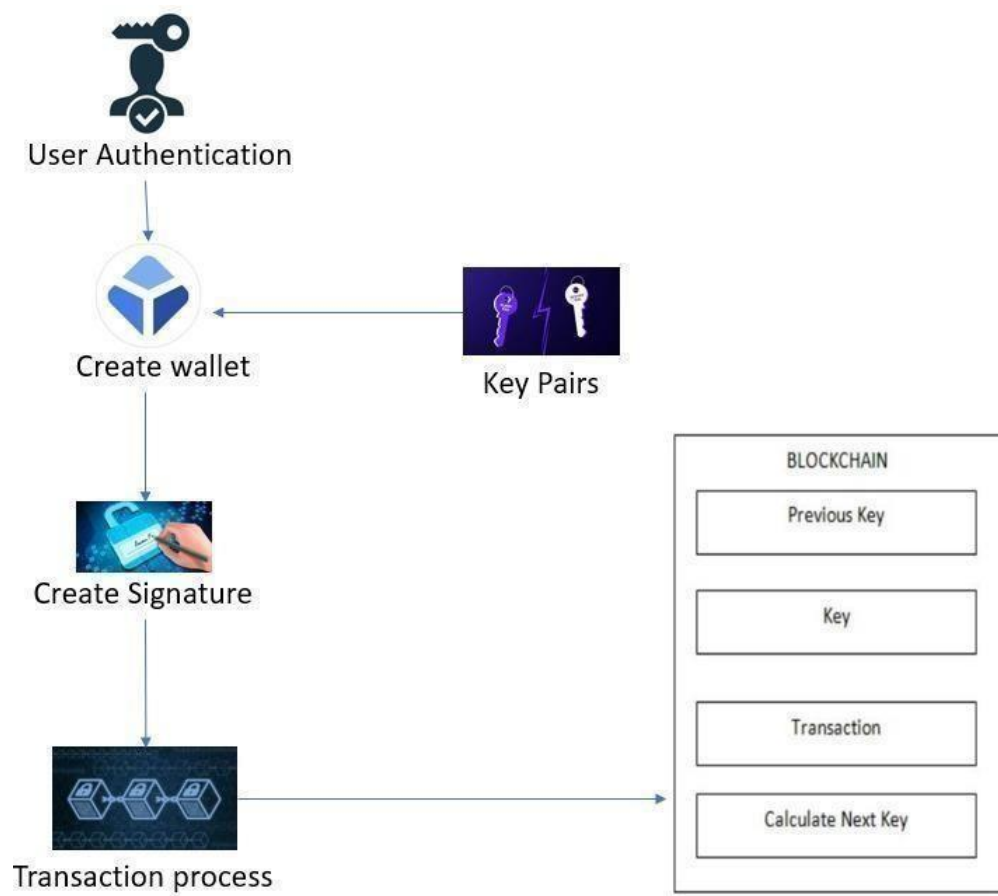 User Authentication
Create wallet
Key Pairs
Create Signature
Transaction process
BLOCKCHAIN
Previous Key
Key
Transaction
Calculate Next Key